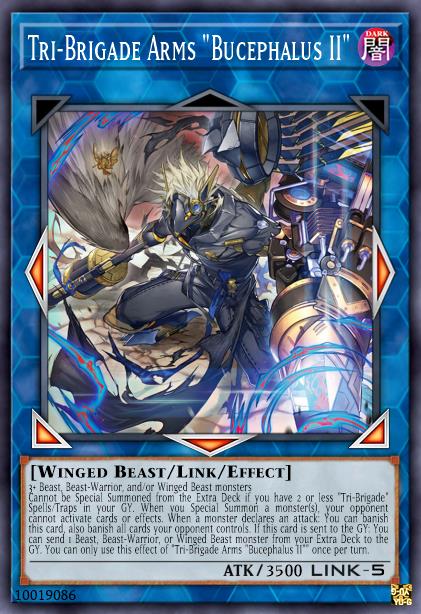 Tri-Brigade Arms "Bucephalus II"
DARK
闇
[Winged Beast/Link/Effect]
3+ Beast, Beast-Warrior, and/or Winged Beast monsters
Cannot be Special Summoned from the Extra Deck if you have 2 or less "Tri-Brigade"
Spells/Traps in your GY. When you Special Summon a monster(s), your opponent
cannot activate cards or effects. When a monster declares an attack: You can banish
this card, also banish all cards your opponent controls. If this card is sent to the GY: You
can send 1 Beast, Beast-Warrior, or Winged Beast monster from your Extra Deck to the
GY. You can only use this effect of "Tri-Brigade Arms "Bucephalus II"" once per turn.
ATK/3500 LINK-5
10019086